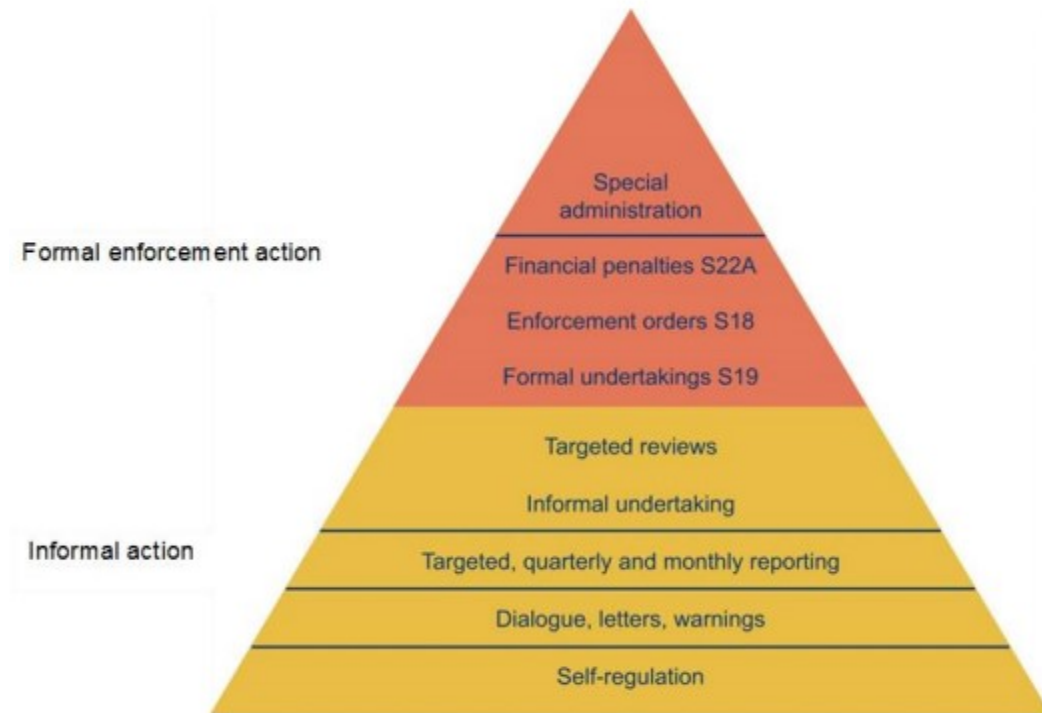 Special
administration
Formal enforcement action
Financial penalties S22A
Enforcement orders S18
Formal undertakings S19
Targeted reviews
Informal undertaking
Informal action
Targeted, quarterly and monthly reporting
Dialogue, letters, warnings
Self-regulation